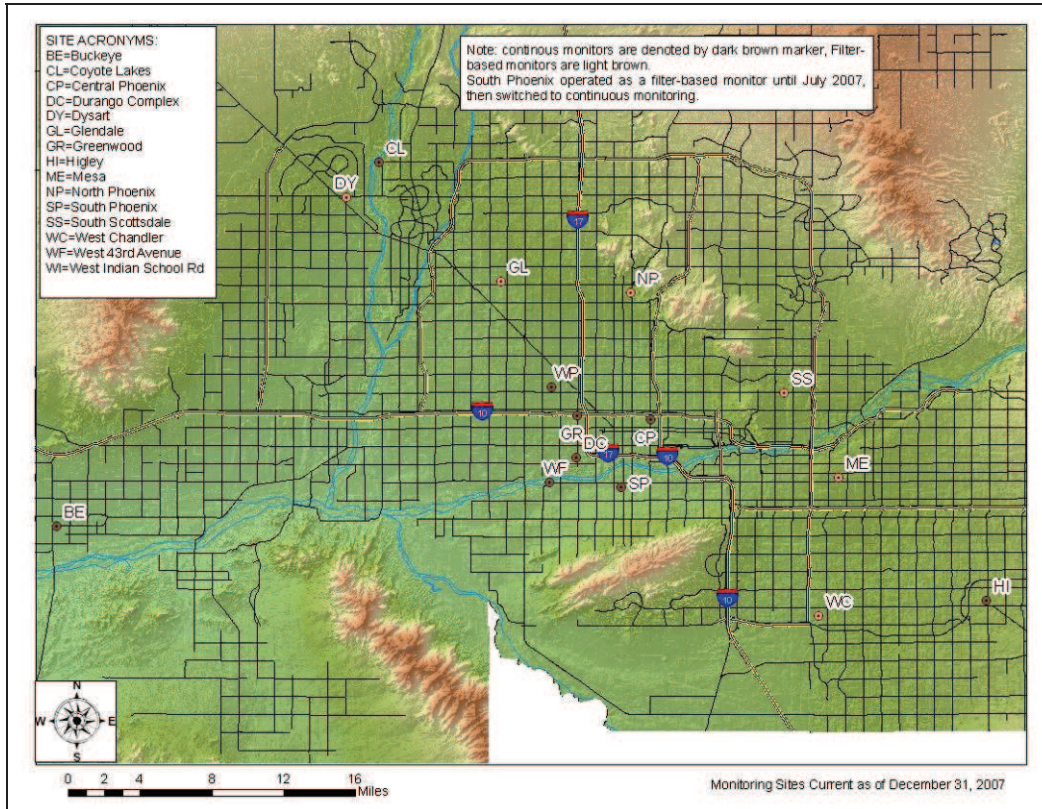 SITE ACRONYMS:
BE=Buckeye
CL=Coyote Lakes
CP=Central Phoenix
DC=Durango Complex
DY=Dysart
GL=Glendale
GR=Greenwood
HI=Higley
ME=Mesa
NP=North Phoenix
SP=South Phoenix
SS=South Scottsdale
WC=West Chandler
WF=West 43rd Avenue
WI=West Indian School Rd
Note: continous monitors are denoted by dark brown marker, Filter-
based monitors are light brown.
South Phoenix operated as a filter-based monitor until July 2007,
then switched to continuous monitoring.
CL
DY
17
GL
NP
WP
SS
10
GR
CP
DC
17
10
ME
WF
SP
BE
10
HI
WC
N
W E
S
0 2 4 8 12 16
Miles
Monitoring Sites Current as of December 31, 2007